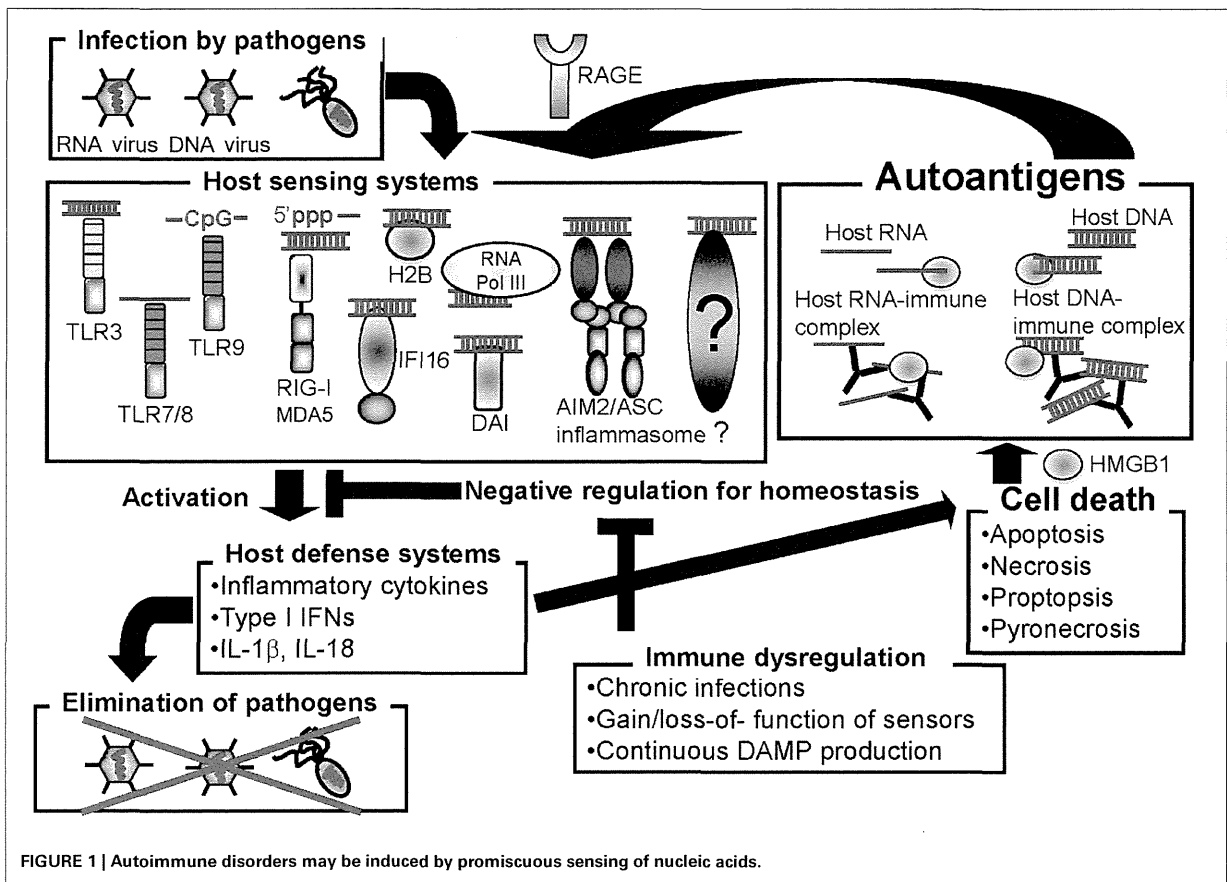 Infection by pathogens
RNA virus DNA virus
RAGE
Host sensing systems
TLR3
CpG
TLR9
TLR7/8
5'ppp
RIG-I
MDA5
H2B
IFI16
RNA
Pol III
DAI
AIM2/ASC
inflammasome
?
?
Autoantigens
Host RNA
Host DNA
Host RNA-immune
complex
Host DNA-
immune complex
Activation
Negative regulation for homeostasis
HMGB1
Cell death
•Apoptosis
•Necrosis
•Proptopsis
•Pyronecrosis
Host defense systems
•Inflammatory cytokines
•Type I IFNs
•IL-1β, IL-18
Immune dysregulation
•Chronic infections
•Gain/loss-of- function of sensors
•Continuous DAMP production
Elimination of pathogens
FIGURE 1 | Autoimmune disorders may be induced by promiscuous sensing of nucleic acids.